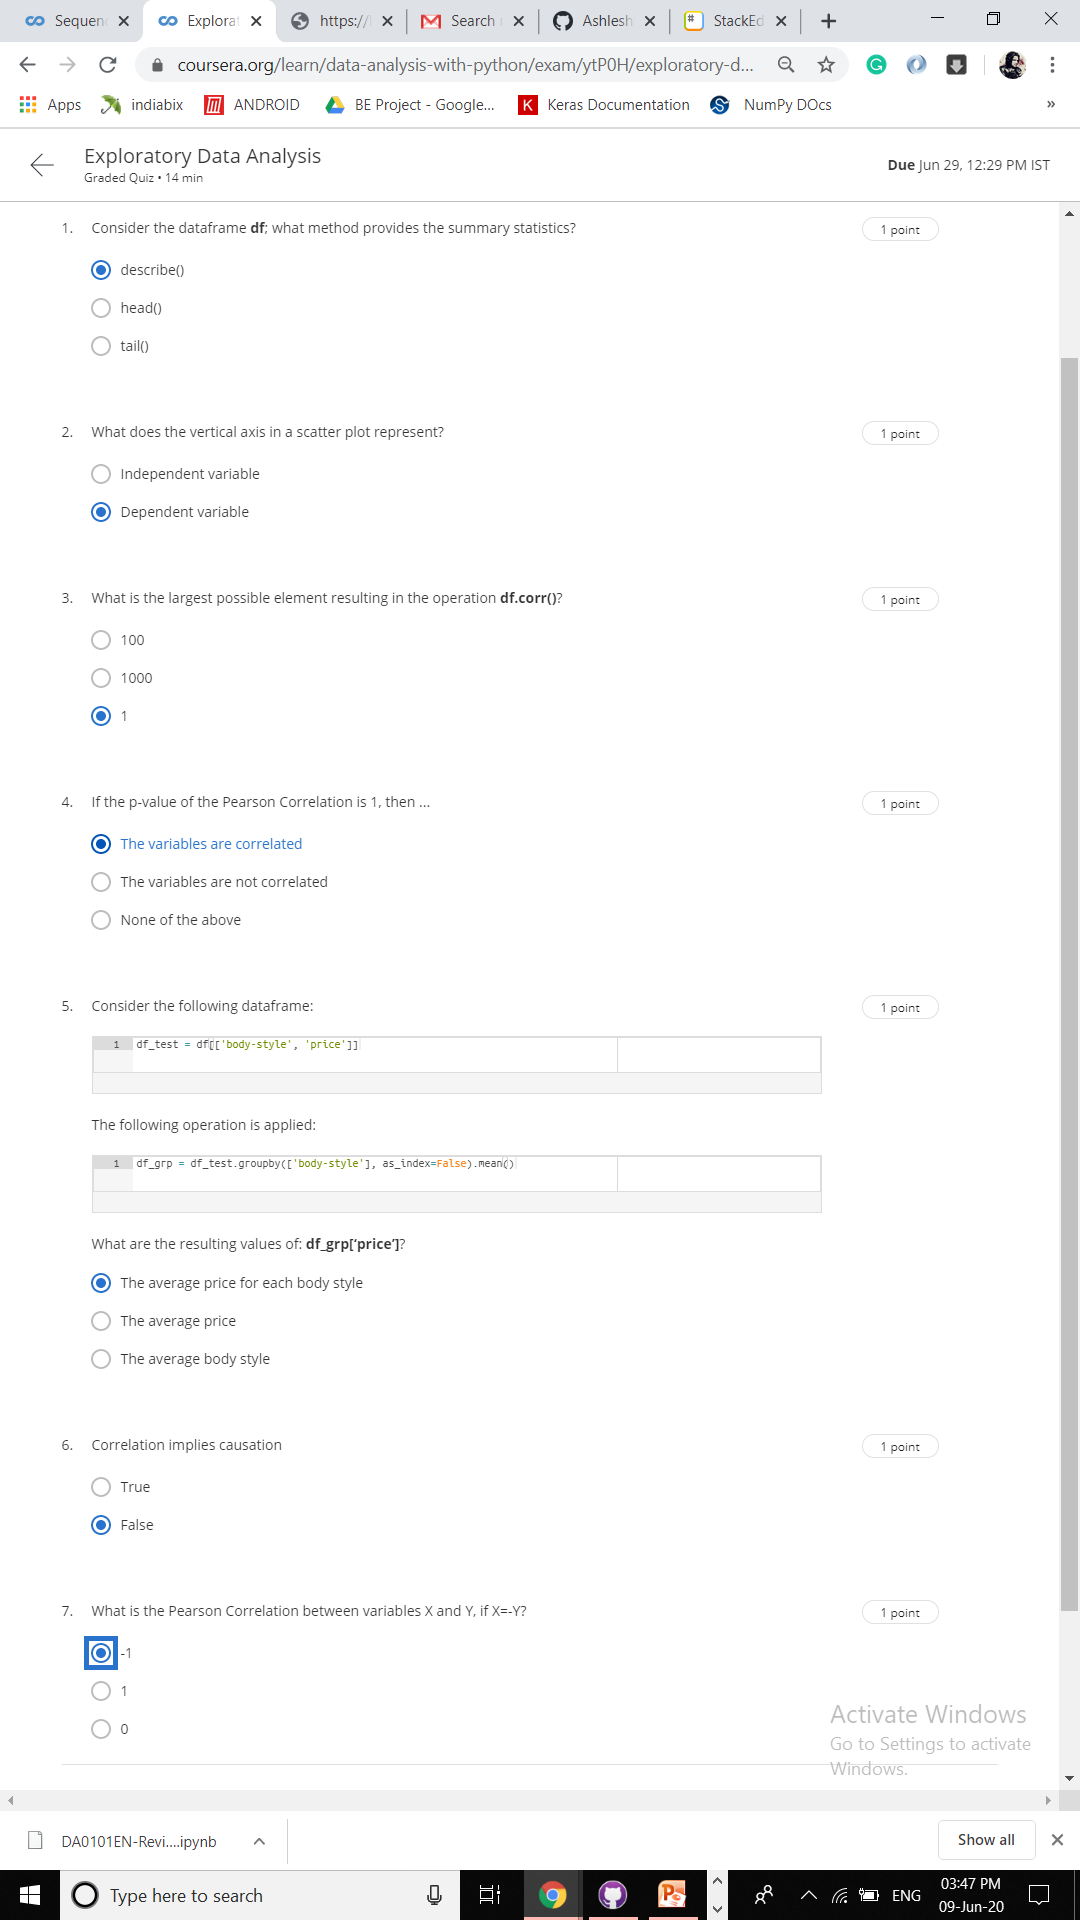 Sequen
Explorat
https://
Search
Ashlesh
StackEd
coursera.org/learn/data-analysis-with-python/exam/ytP0H/exploratory-d...
Apps
indiabix
ANDROID
BE Project - Google...
Keras Documentation
NumPy DOcs
»
Exploratory Data Analysis
Graded Quiz • 14 min
Due Jun 29, 12:29 PM IST
1. Consider the dataframe df; what method provides the summary statistics?
1 point
describe()
head()
tail()
2. What does the vertical axis in a scatter plot represent?
1 point
Independent variable
Dependent variable
3. What is the largest possible element resulting in the operation df.corr()?
1 point
100
1000
1
4. If the p-value of the Pearson Correlation is 1, then ...
1 point
The variables are correlated
The variables are not correlated
None of the above
5. Consider the following dataframe:
1 point
1 df_test = df[['body-style', 'price']]
The following operation is applied:
1 df_grp = df_test.groupby(['body-style'], as_index=False).mean()
What are the resulting values of: df_grp['price']?
The average price for each body style
The average price
The average body style
6. Correlation implies causation
1 point
True
False
7. What is the Pearson Correlation between variables X and Y, if X=-Y?
1 point
-1
1
0
Activate Windows
Go to Settings to activate
Windows.
DA0101EN-Revi....ipynb
Show all
Type here to search
ENG
03:47 PM
09-Jun-20